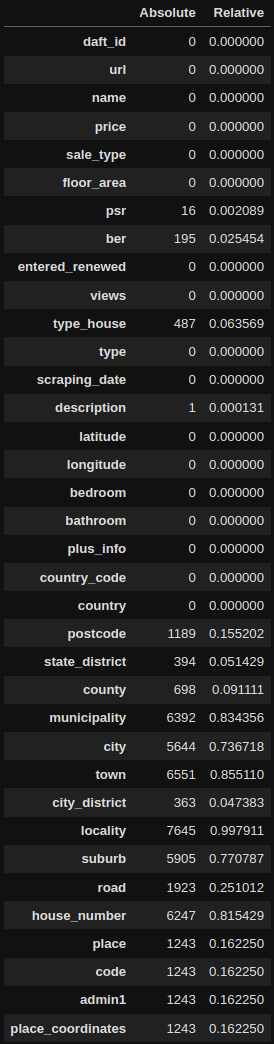 Absolute Relative
daft_id 0 0.000000
url 0 0.000000
name 0 0.000000
price 0 0.000000
sale_type 0 0.000000
floor_area 0 0.000000
psr 16 0.002089
ber 195 0.025454
entered_renewed 0 0.000000
views 0 0.000000
type_house 487 0.063569
type 0 0.000000
scraping_date 0 0.000000
description 1 0.000131
latitude 0 0.000000
longitude 0 0.000000
bedroom 0 0.000000
bathroom 0 0.000000
plus_info 0 0.000000
country_code 0 0.000000
country 0 0.000000
postcode 1189 0.155202
state_district 394 0.051429
county 698 0.091111
municipality 6392 0.834356
city 5644 0.736718
town 6551 0.855110
city_district 363 0.047383
locality 7645 0.997911
suburb 5905 0.770787
road 1923 0.251012
house_number 6247 0.815429
place 1243 0.162250
code 1243 0.162250
admin1 1243 0.162250
place_coordinates 1243 0.162250